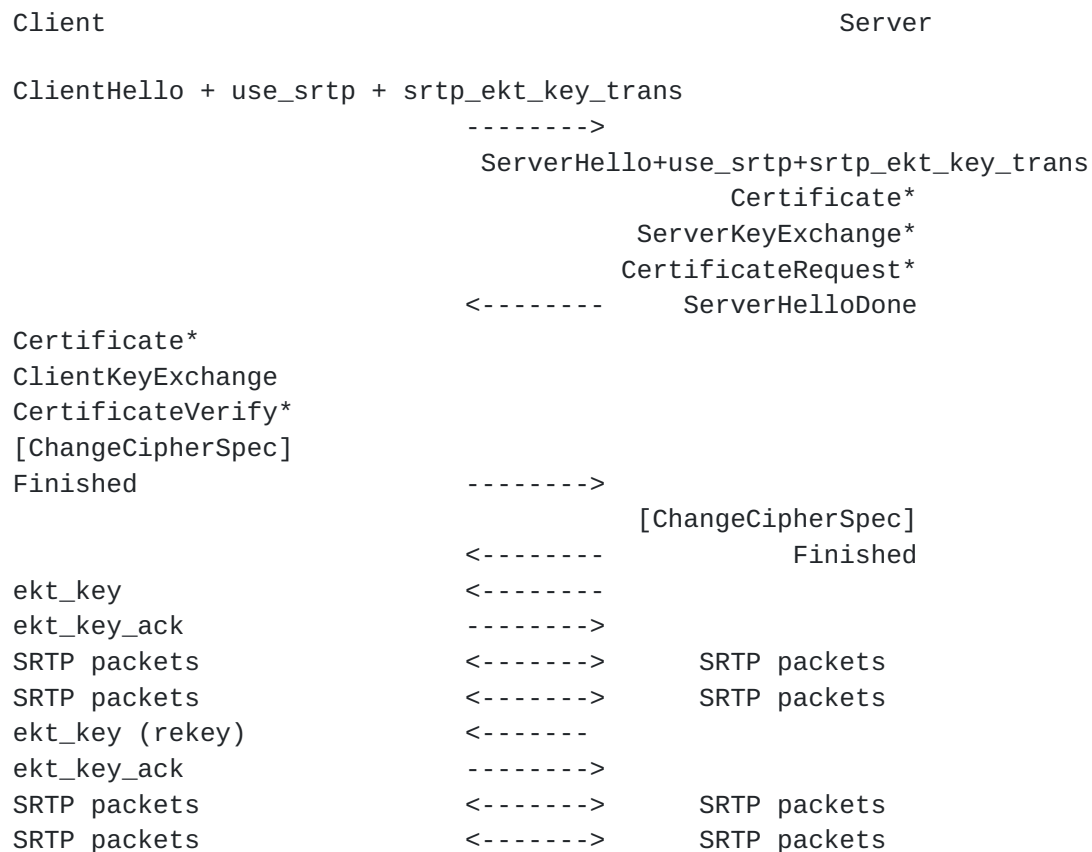 Client                                               Server

ClientHello + use_srtp + srtp_ekt_key_trans
                             -------->
                              ServerHello+use_srtp+srtp_ekt_key_trans
                                              Certificate*
                                        ServerKeyExchange*
                                       CertificateRequest*
                             <--------     ServerHelloDone
Certificate*
ClientKeyExchange
CertificateVerify*
[ChangeCipherSpec]
Finished                     -------->
                                        [ChangeCipherSpec]
                             <--------            Finished
ekt_key                      <--------
ekt_key_ack                  -------->
SRTP packets                 <------->      SRTP packets
SRTP packets                 <------->      SRTP packets
ekt_key (rekey)              <-------
ekt_key_ack                  -------->
SRTP packets                 <------->      SRTP packets
SRTP packets                 <------->      SRTP packets